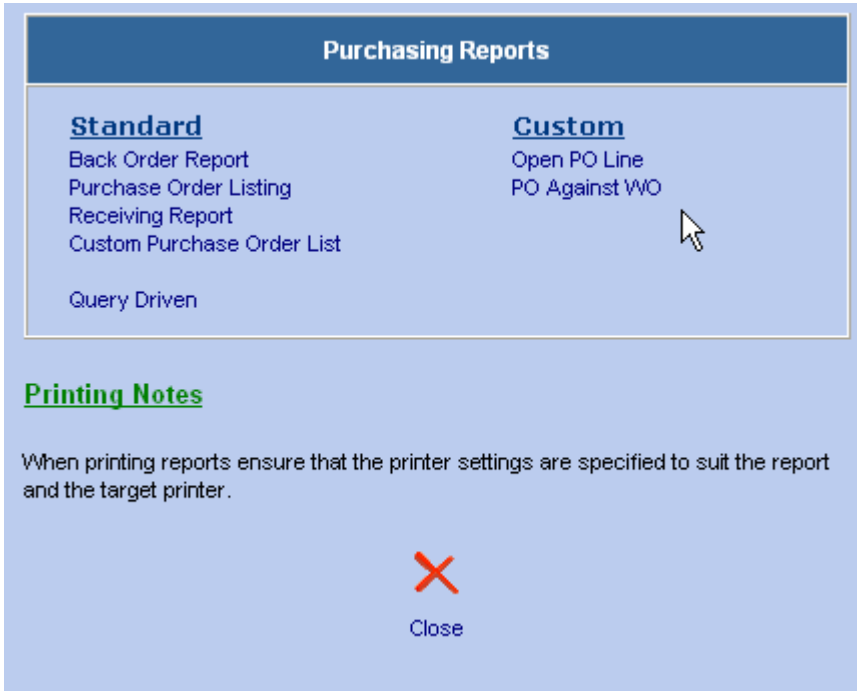 Purchasing Reports
Standard
Back Order Report
Purchase Order Listing
Receiving Report
Custom Purchase Order List
Query Driven
Custom
Open PO Line
PO Against WO
Printing Notes
When printing reports ensure that the printer settings are specified to suit the report
and the target printer.
Close